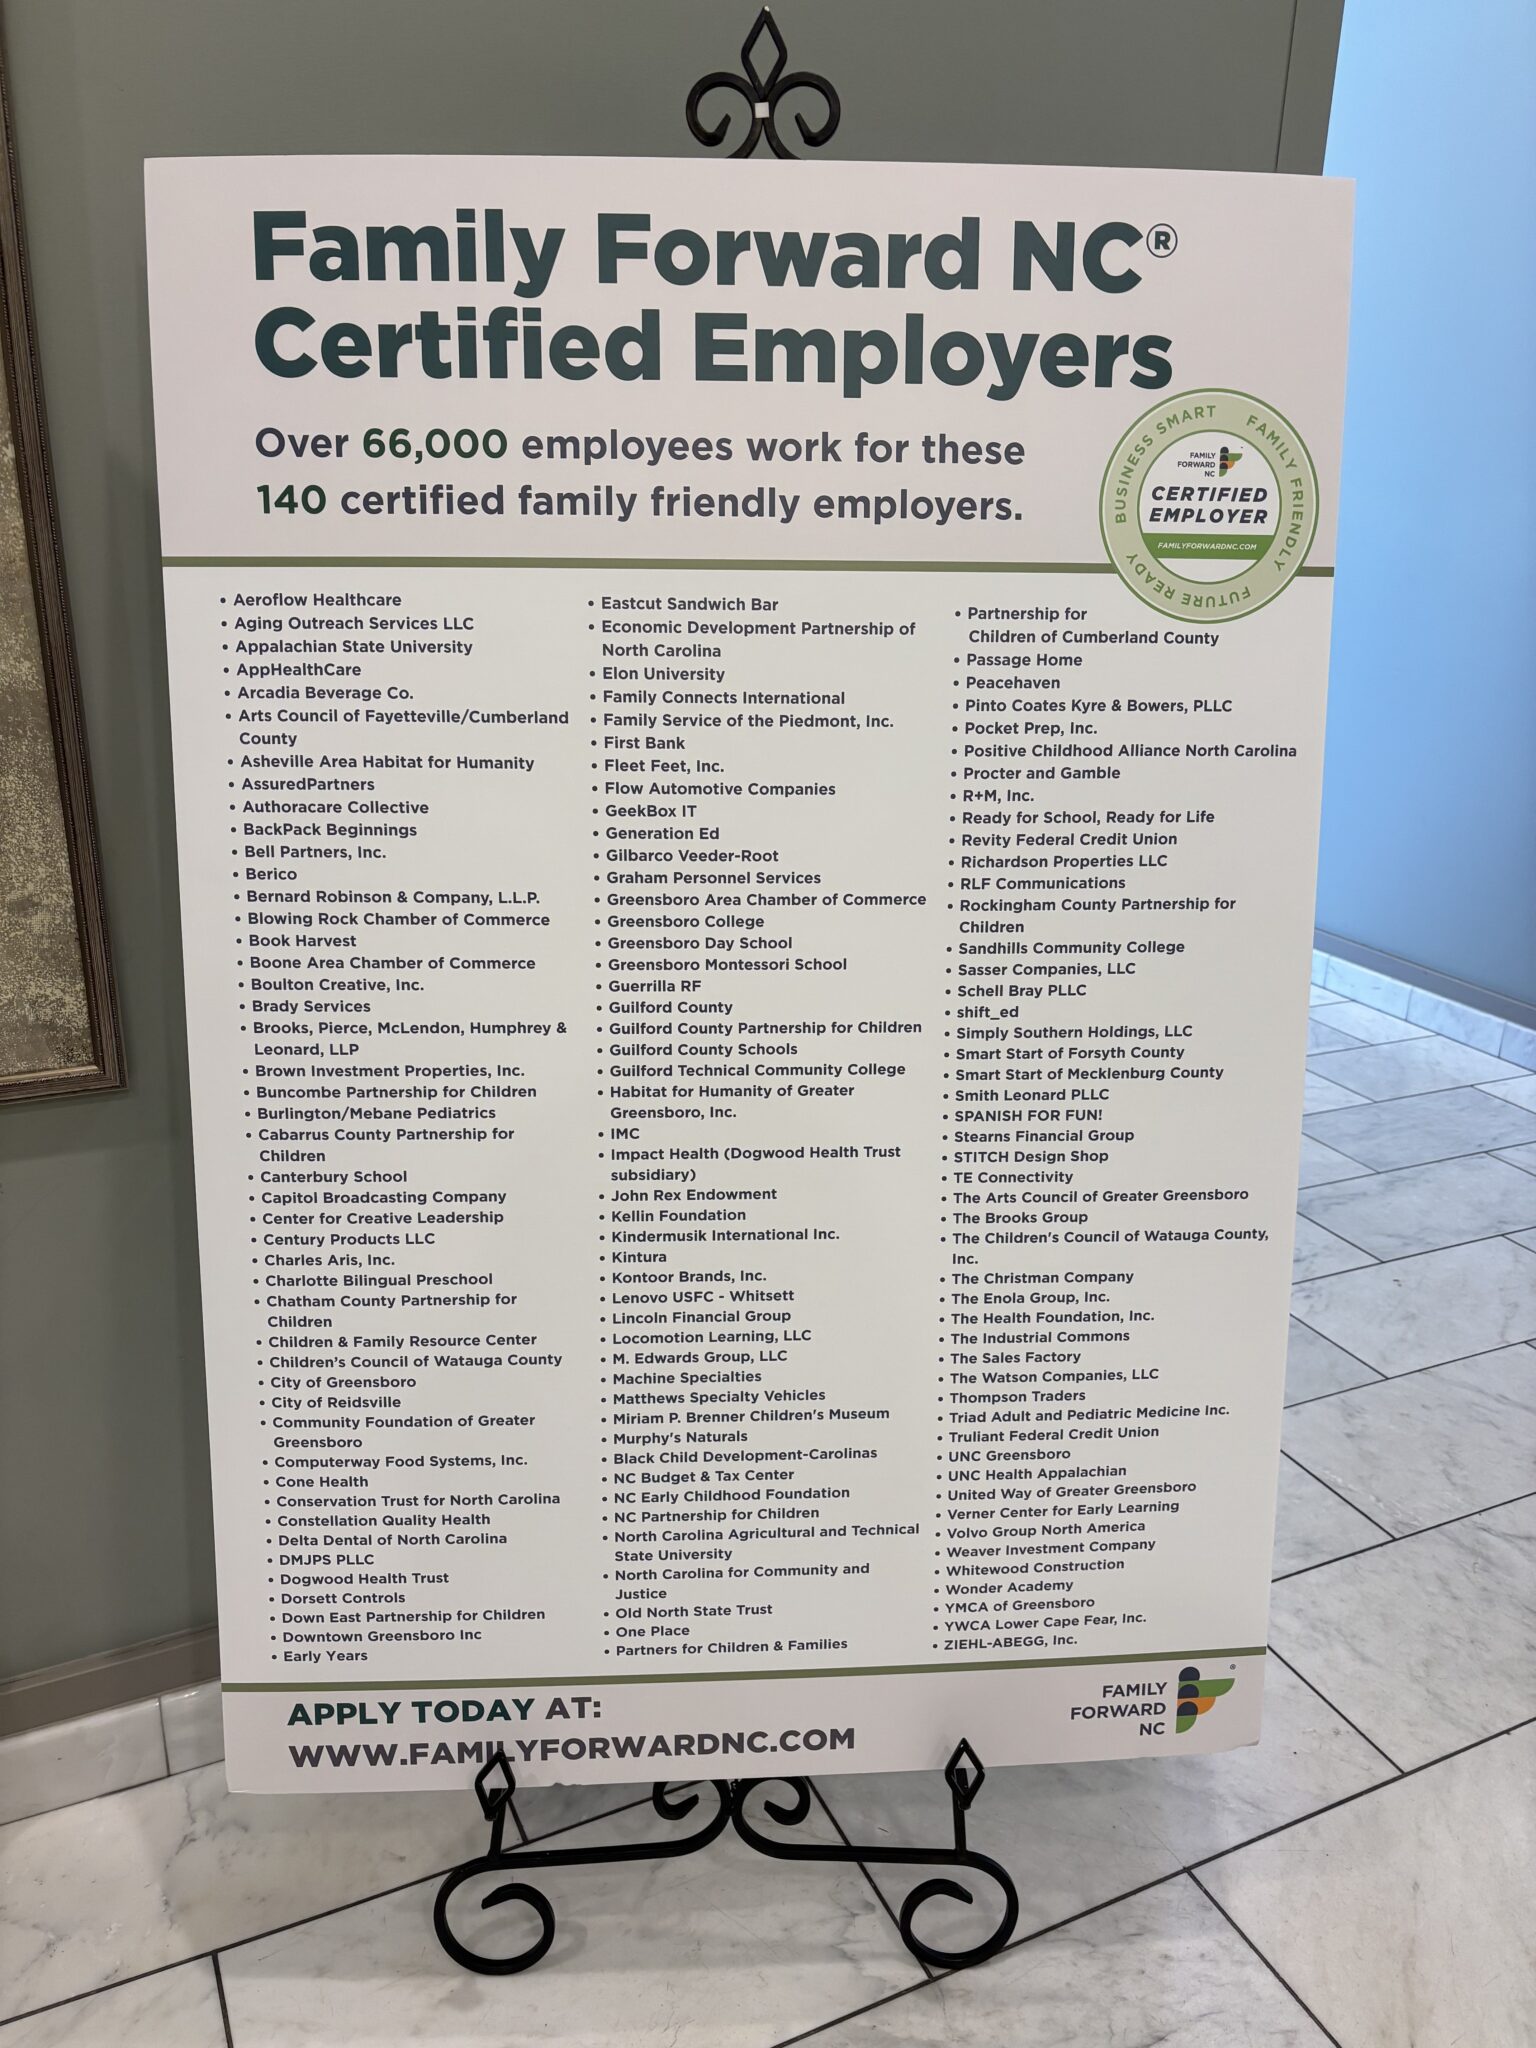 Family Forward NC®
Certified Employers
Over 66,000 employees work for these
140 certified family friendly employers.
BUSINESS SMART FAMILY FRIENDLY FUTURE READY
FAMILY
FORWARD
NC
CERTIFIED
EMPLOYER
FAMILYFORWARDNC.COM
• Aeroflow Healthcare
• Aging Outreach Services LLC
• Appalachian State University
• AppHealthCare
• Arcadia Beverage Co.
• Arts Council of Fayetteville/Cumberland
County
• Asheville Area Habitat for Humanity
• AssuredPartners
• Authoracare Collective
• BackPack Beginnings
• Bell Partners, Inc.
• Berico
• Bernard Robinson & Company, L.L.P.
• Blowing Rock Chamber of Commerce
• Book Harvest
• Boone Area Chamber of Commerce
• Boulton Creative, Inc.
• Brady Services
• Brooks, Pierce, McLendon, Humphrey &
Leonard, LLP
• Brown Investment Properties, Inc.
• Buncombe Partnership for Children
• Burlington/Mebane Pediatrics
• Cabarrus County Partnership for
Children
• Canterbury School
• Capitol Broadcasting Company
• Center for Creative Leadership
• Century Products LLC
• Charles Aris, Inc.
• Charlotte Bilingual Preschool
• Chatham County Partnership for
Children
• Children & Family Resource Center
• Children's Council of Watauga County
• City of Greensboro
• City of Reidsville
• Community Foundation of Greater
Greensboro
• Computerway Food Systems, Inc.
• Cone Health
• Conservation Trust for North Carolina
• Constellation Quality Health
• Delta Dental of North Carolina
• DMJPS PLLC
• Dogwood Health Trust
• Dorsett Controls
• Down East Partnership for Children
• Downtown Greensboro Inc
• Early Years
• Eastcut Sandwich Bar
• Economic Development Partnership of
North Carolina
• Elon University
• Family Connects International
• Family Service of the Piedmont, Inc.
• First Bank
• Fleet Feet, Inc.
• Flow Automotive Companies
• GeekBox IT
• Generation Ed
• Gilbarco Veeder-Root
• Graham Personnel Services
• Greensboro Area Chamber of Commerce
• Greensboro College
• Greensboro Day School
• Greensboro Montessori School
• Guerrilla RF
• Guilford County
• Guilford County Partnership for Children
• Guilford County Schools
• Guilford Technical Community College
• Habitat for Humanity of Greater
Greensboro, Inc.
• IMC
• Impact Health (Dogwood Health Trust
subsidiary)
• John Rex Endowment
• Kellin Foundation
• Kindermusik International Inc.
• Kintura
• Kontoor Brands, Inc.
• Lenovo USFC - Whitsett
• Lincoln Financial Group
• Locomotion Learning, LLC
• M. Edwards Group, LLC
• Machine Specialties
• Matthews Specialty Vehicles
• Miriam P. Brenner Children's Museum
• Murphy's Naturals
• Black Child Development-Carolinas
• NC Budget & Tax Center
• NC Early Childhood Foundation
• NC Partnership for Children
• North Carolina Agricultural and Technical
State University
• North Carolina for Community and
Justice
• Old North State Trust
• One Place
• Partners for Children & Families
• Partnership for
Children of Cumberland County
• Passage Home
• Peacehaven
• Pinto Coates Kyre & Bowers, PLLC
• Pocket Prep, Inc.
• Positive Childhood Alliance North Carolina
• Procter and Gamble
• R+M, Inc.
• Ready for School, Ready for Life
• Revity Federal Credit Union
• Richardson Properties LLC
• RLF Communications
• Rockingham County Partnership for
Children
• Sandhills Community College
• Sasser Companies, LLC
• Schell Bray PLLC
• shift_ed
• Simply Southern Holdings, LLC
• Smart Start of Forsyth County
• Smart Start of Mecklenburg County
• Smith Leonard PLLC
• SPANISH FOR FUN!
• Stearns Financial Group
• STITCH Design Shop
• TE Connectivity
• The Arts Council of Greater Greensboro
• The Brooks Group
• The Children's Council of Watauga County,
Inc.
• The Christman Company
• The Enola Group, Inc.
• The Health Foundation, Inc.
• The Industrial Commons
• The Sales Factory
• The Watson Companies, LLC
• Thompson Traders
• Triad Adult and Pediatric Medicine Inc.
• Truliant Federal Credit Union
• UNC Greensboro
• UNC Health Appalachian
• United Way of Greater Greensboro
• Verner Center for Early Learning
• Volvo Group North America
• Weaver Investment Company
• Whitewood Construction
• Wonder Academy
• YMCA of Greensboro
• YWCA Lower Cape Fear, Inc.
• ZIEHL-ABEGG, Inc.
APPLY TODAY AT:
WWW.FAMILYFORWARDNC.COM
FAMILY
FORWARD
NC
®